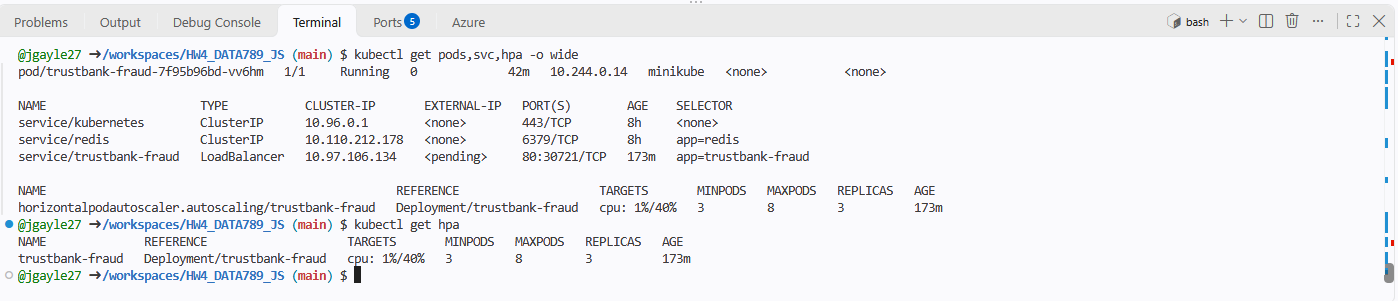 Problems Output Debug Console Terminal Ports 5 Azure bash
@jgayle27 ➜/workspaces/HW4_DATA789_JS (main) $ kubectl get pods,svc,hpa -o wide
pod/trustbank-fraud-7f95b96bd-vv6hm 1/1 Running 0 42m 10.244.0.14 minikube <none> <none>
NAME TYPE CLUSTER-IP EXTERNAL-IP PORT(S) AGE SELECTOR
service/kubernetes ClusterIP 10.96.0.1 <none> 443/TCP 8h <none>
service/redis ClusterIP 10.110.212.178 <none> 6379/TCP 8h app=redis
service/trustbank-fraud LoadBalancer 10.97.106.134 <pending> 80:30721/TCP 173m app=trustbank-fraud
NAME REFERENCE TARGETS MINPODS MAXPODS REPLICAS AGE
horizontalpodautoscaler.autoscaling/trustbank-fraud Deployment/trustbank-fraud cpu: 1%/40% 3 8 3 173m
@jgayle27 ➜/workspaces/HW4_DATA789_JS (main) $ kubectl get hpa
NAME REFERENCE TARGETS MINPODS MAXPODS REPLICAS AGE
trustbank-fraud Deployment/trustbank-fraud cpu: 1%/40% 3 8 3 173m
@jgayle27 ➜/workspaces/HW4_DATA789_JS (main) $